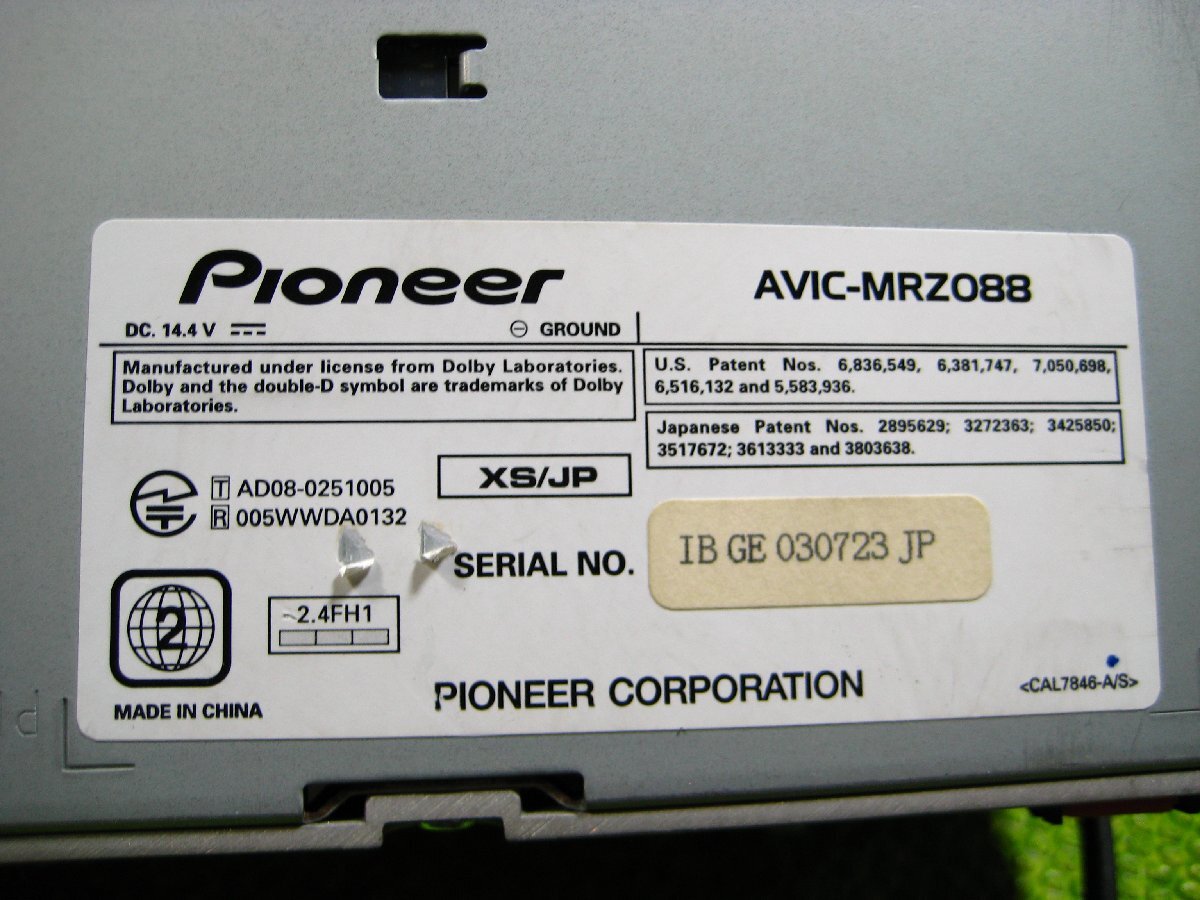 Pioneer
AVIC-MRZ088
DC. 14.4 V
⊖ GROUND
Manufactured under license from Dolby Laboratories.
Dolby and the double-D symbol are trademarks of Dolby
Laboratories.
U.S. Patent Nos. 6,836,549, 6,381,747, 7,050,698,
6,516,132 and 5,583,936.
Japanese Patent Nos. 2895629; 3272363; 3425850;
3517672; 3613333 and 3803638.
XS/JP
T AD08-0251005
R 005WWDA0132
SERIAL NO.
IB GE 030723 JP
2
2.4FH1
PIONEER CORPORATION
<CAL7846-A/S>
MADE IN CHINA